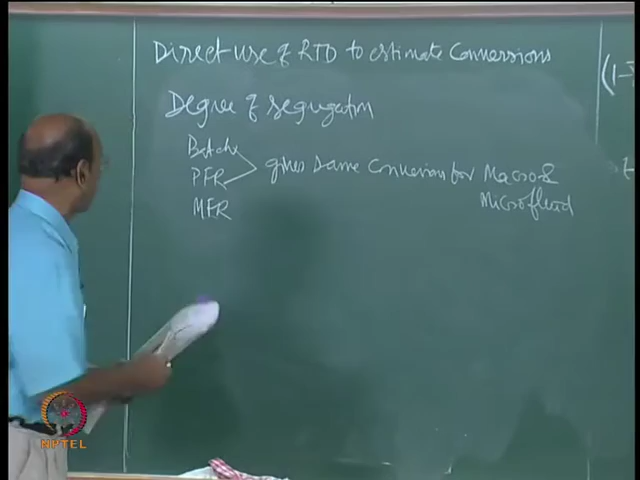 Direct use of RTD to estimate Conversions
Degree of segregation
Batch
PFR
gives same conversion for Macro &
Microfluid
MFR
(1-
NPTEL